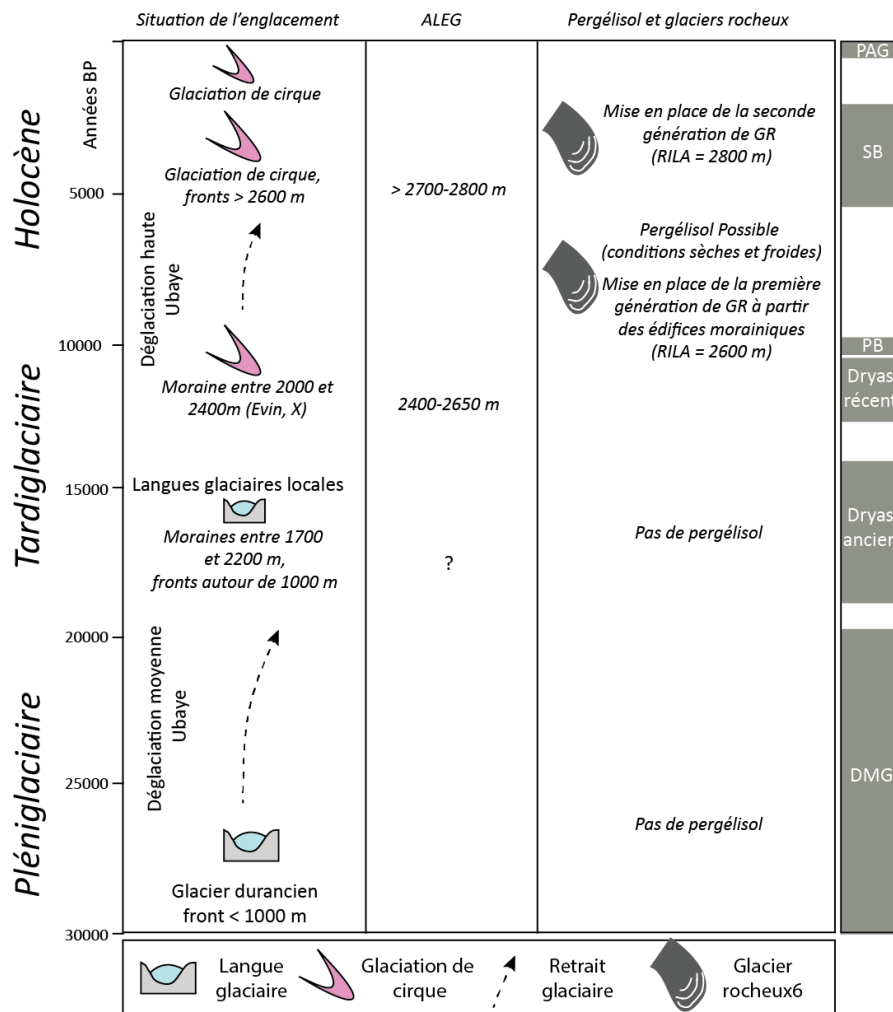 Situation de l'englacement
ALEG
Pergélisol et glaciers rocheux
Années BP
Holocène
Tardiglaciaire
Pléniglaciaire
5000
10000
15000
20000
25000
30000
Glaciation de cirque
Glaciation de cirque,
fronts > 2600 m
Déglaciation haute
Ubaye
Moraine entre 2000 et
2400m (Evin, X)
Langues glaciaires locales
Moraines entre 1700
et 2200 m,
fronts autour de 1000 m
Déglaciation moyenne
Ubaye
Glacier durancien
front < 1000 m
> 2700-2800 m
2400-2650 m
?
Mise en place de la seconde
génération de GR
(RILA = 2800 m)
Pergélisol Possible
(conditions sèches et froides)
Mise en place de la première
génération de GR à partir
des édifices morainiques
(RILA = 2600 m)
Pas de pergélisol
Pas de pergélisol
PAG
SB
PB
Dryas
récent
Dryas
ancien
DMG
Langue
glaciaire
Glaciation de
cirque
Retrait
glaciaire
Glacier
rocheux6